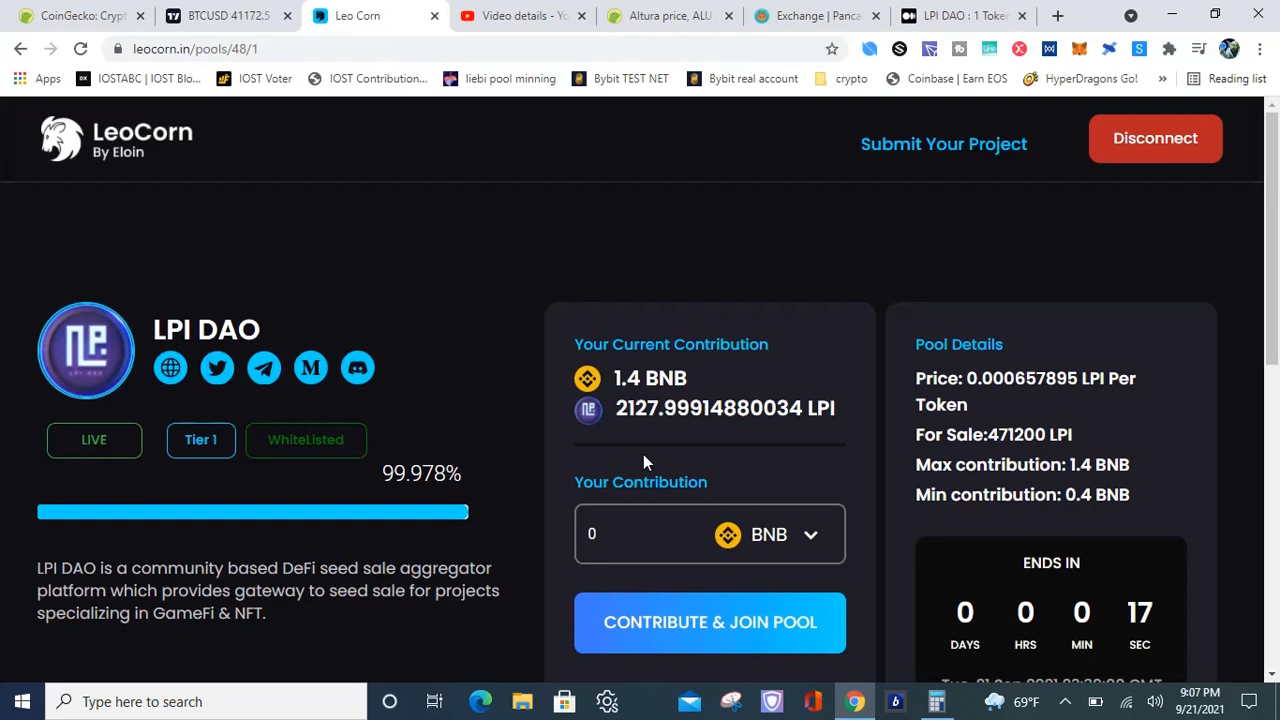 CoinGecko: Crypt
BTCUSD 41172.5
Leo Corn
Video details - Yo
Altura price, ALU
Exchange | Panca
LPI DAO : 1 Toke
leocorn.in/pools/48/1
Apps
IOSTABC | IOST Blo...
IOST Voter
IOST Contribution...
liebi pool minning
Bybit TEST NET
Bybit real account
crypto
Coinbase | Earn EOS
HyperDragons Go!
»
Reading list
LeoCorn
By Eloin
Submit Your Project
Disconnect
LPI DAO
LIVE
Tier 1
WhiteListed
99.978%
LPI DAO is a community based DeFi seed sale aggregator
platform which provides gateway to seed sale for projects
specializing in GameFi & NFT.
Your Current Contribution
1.4 BNB
2127.99914880034 LPI
Your Contribution
0 BNB
CONTRIBUTE & JOIN POOL
Pool Details
Price: 0.000657895 LPI Per
Token
For Sale:471200 LPI
Max contribution: 1.4 BNB
Min contribution: 0.4 BNB
ENDS IN
0 0 0 17
DAYS HRS MIN SEC
Type here to search
69°F
9:07 PM
9/21/2021